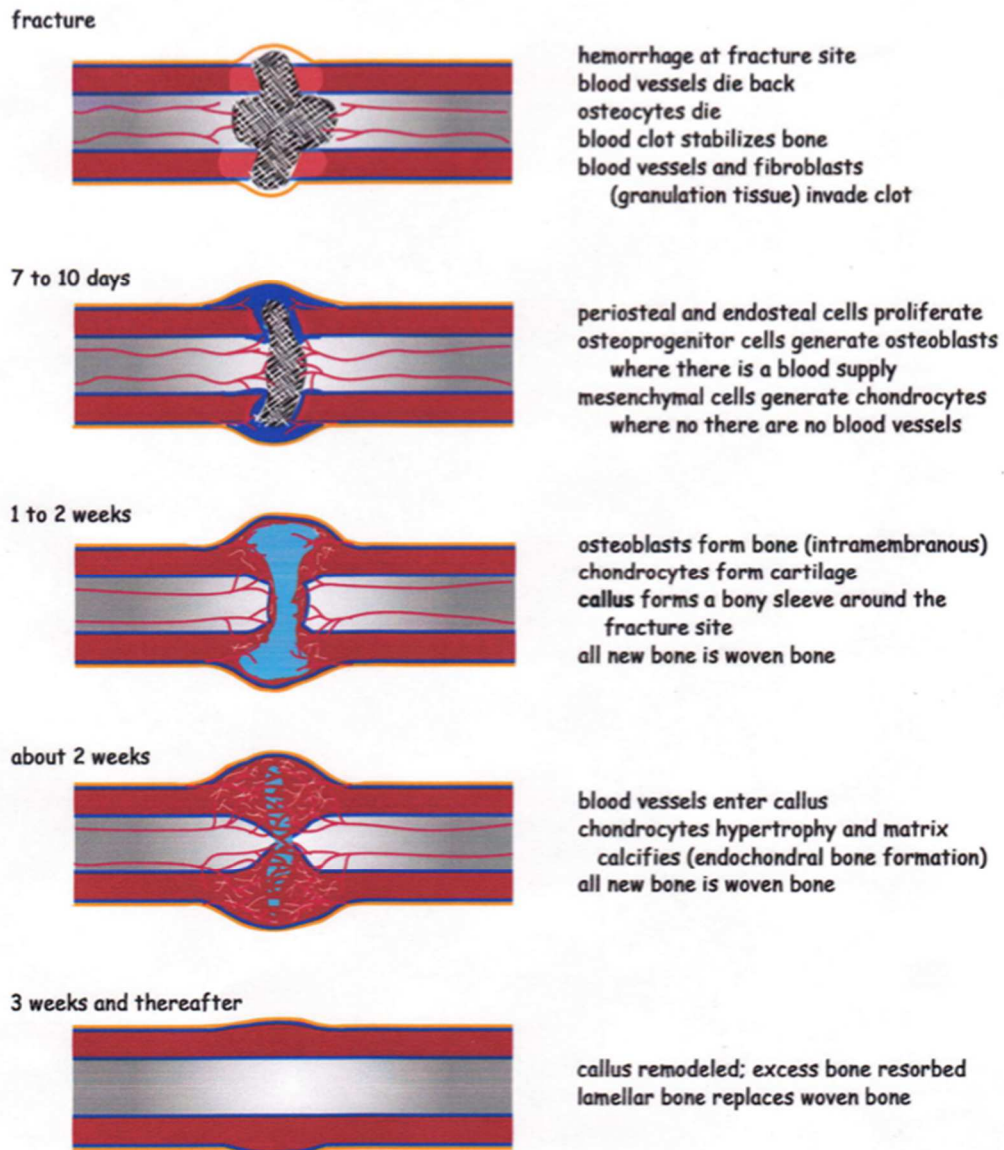 fracture
hemorrhage at fracture site
blood vessels die back
osteocytes die
blood clot stabilizes bone
blood vessels and fibroblasts
(granulation tissue) invade clot
7 to 10 days
periosteal and endosteal cells proliferate
osteoprogenitor cells generate osteoblasts
where there is a blood supply
mesenchymal cells generate chondrocytes
where no there are no blood vessels
1 to 2 weeks
osteoblasts form bone (intramembranous)
chondrocytes form cartilage
callus forms a bony sleeve around the
fracture site
all new bone is woven bone
about 2 weeks
blood vessels enter callus
chondrocytes hypertrophy and matrix
calcifies (endochondral bone formation)
all new bone is woven bone
3 weeks and thereafter
callus remodeled; excess bone resorbed
lamellar bone replaces woven bone